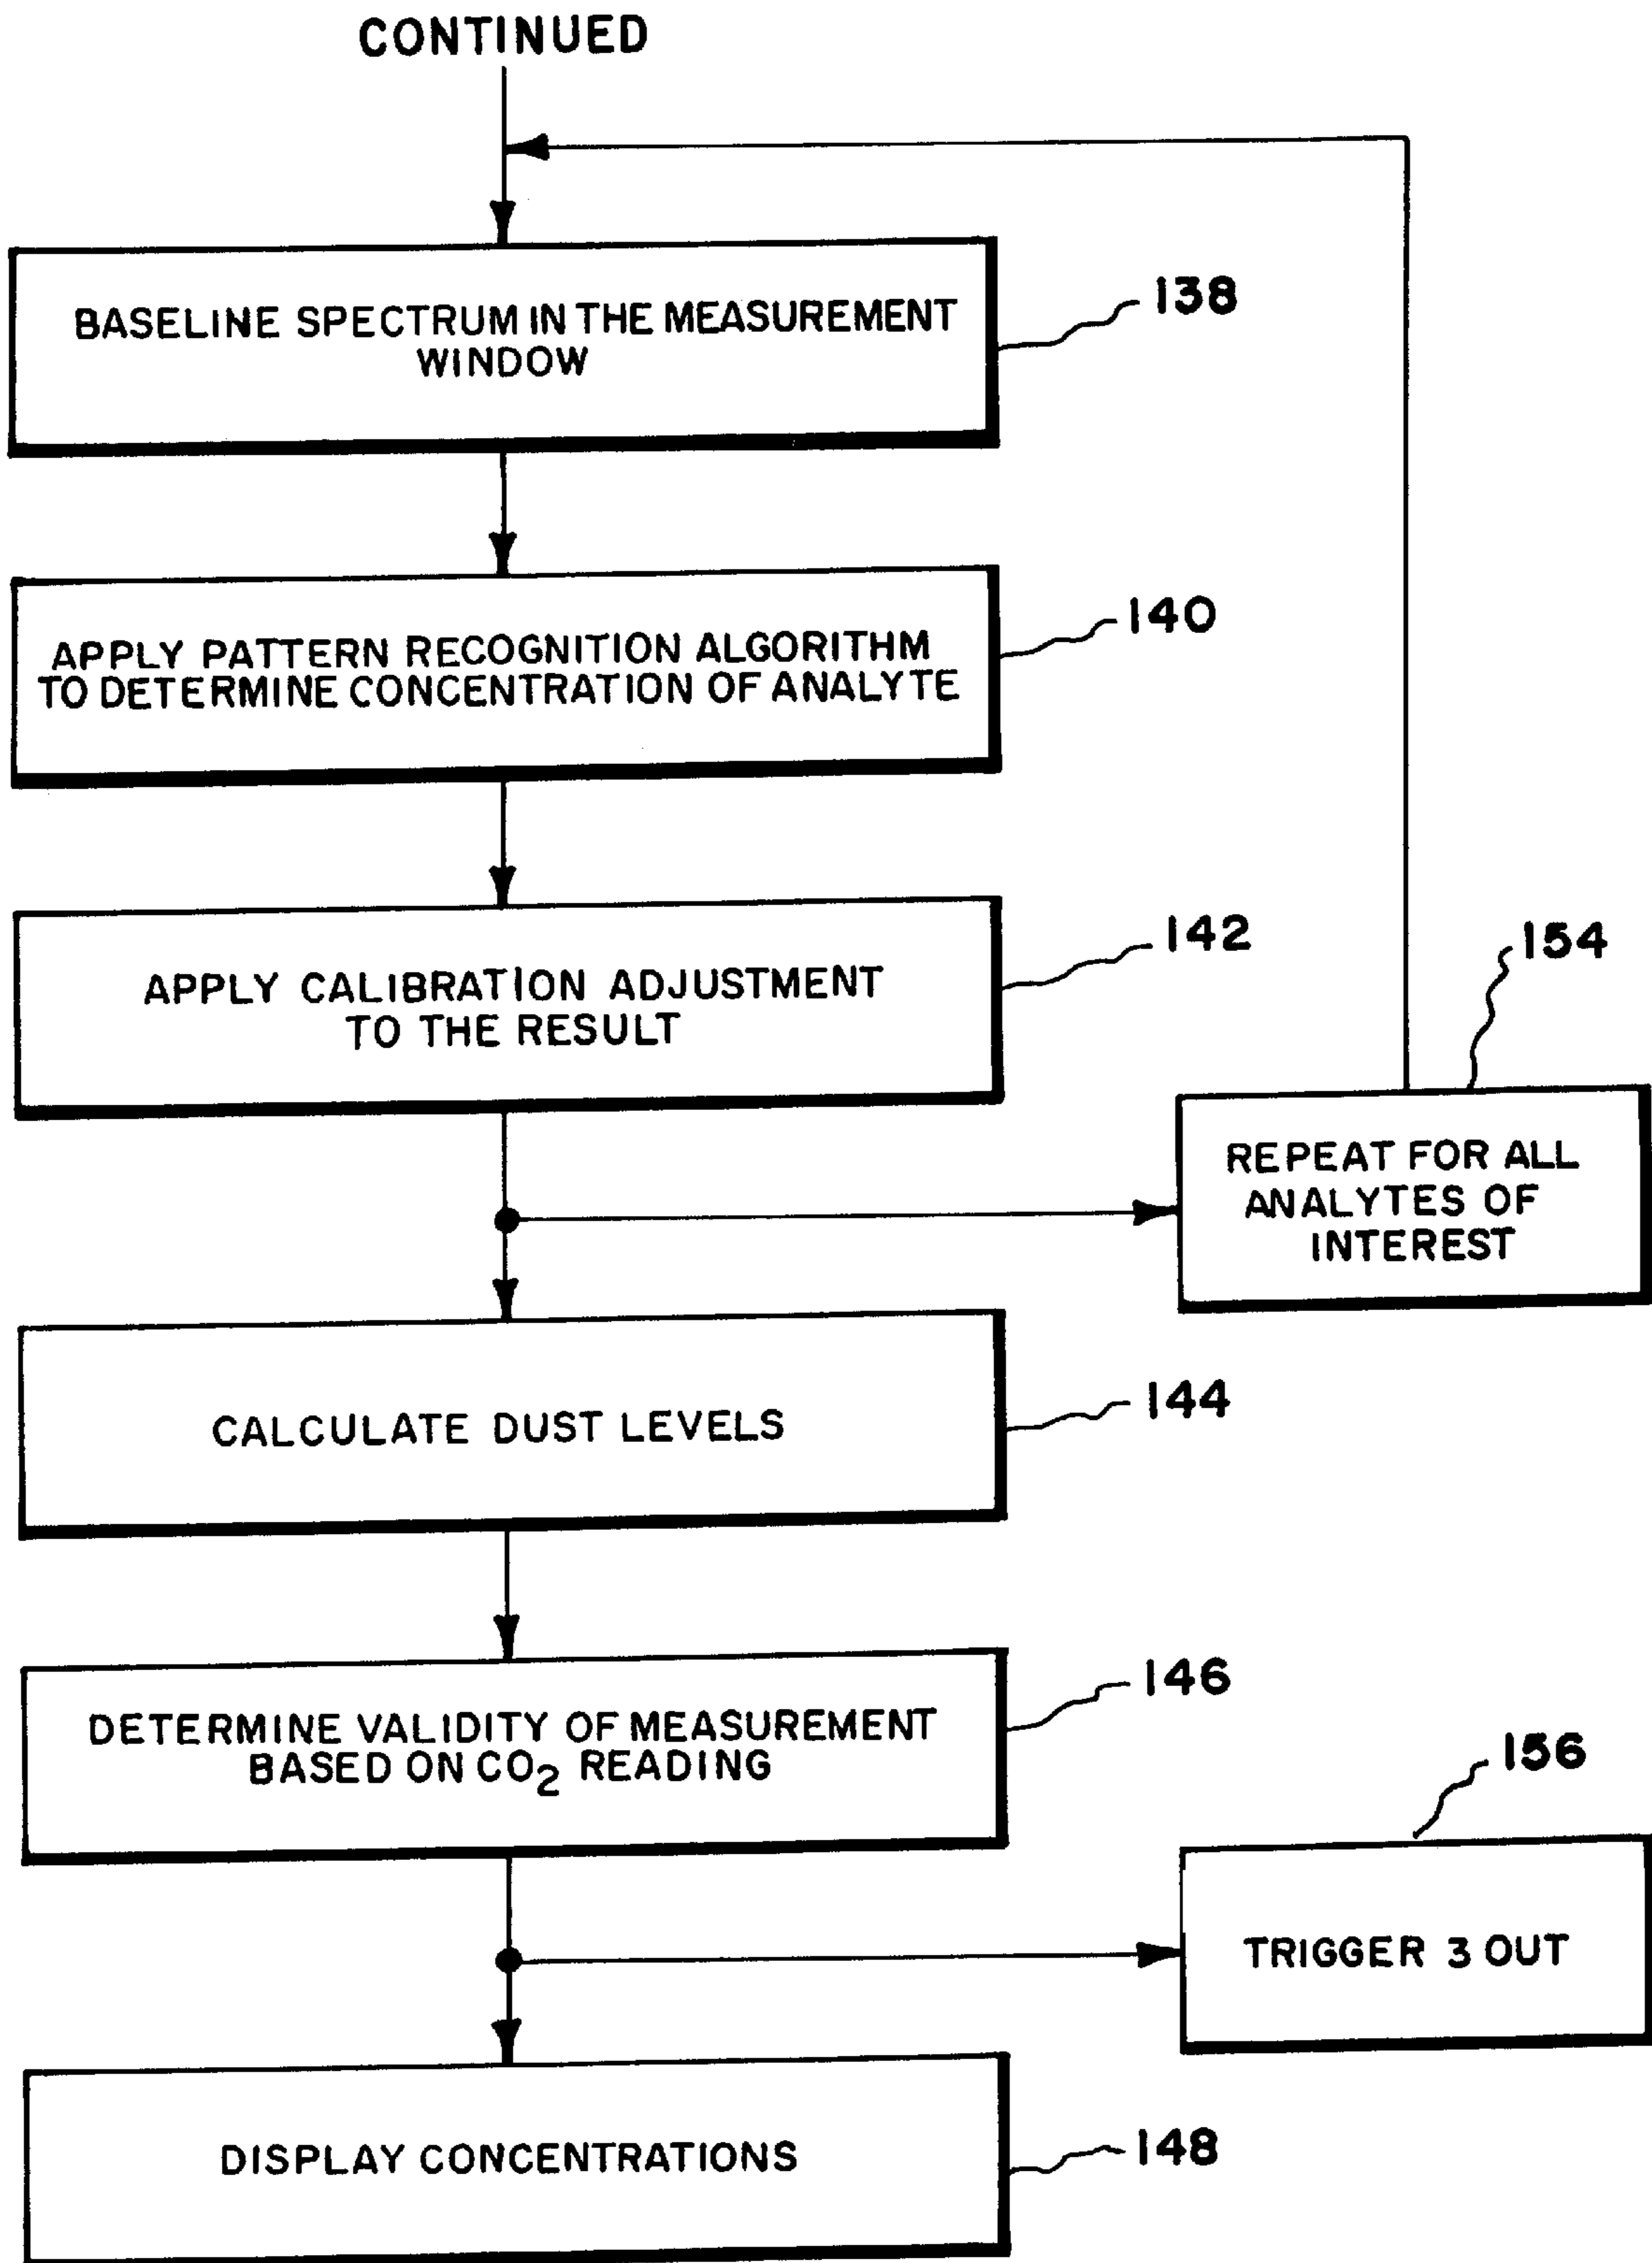 CONTINUED
BASELINE SPECTRUM IN THE MEASUREMENT
WINDOW
138
APPLY PATTERN RECOGNITION ALGORITHM
TO DETERMINE CONCENTRATION OF ANALYTE
140
APPLY CALIBRATION ADJUSTMENT
TO THE RESULT
142
154
REPEAT FOR ALL
ANALYTES OF
INTEREST
CALCULATE DUST LEVELS
144
DETERMINE VALIDITY OF MEASUREMENT
BASED ON CO₂ READING
146
156
TRIGGER 3 OUT
DISPLAY CONCENTRATIONS
148